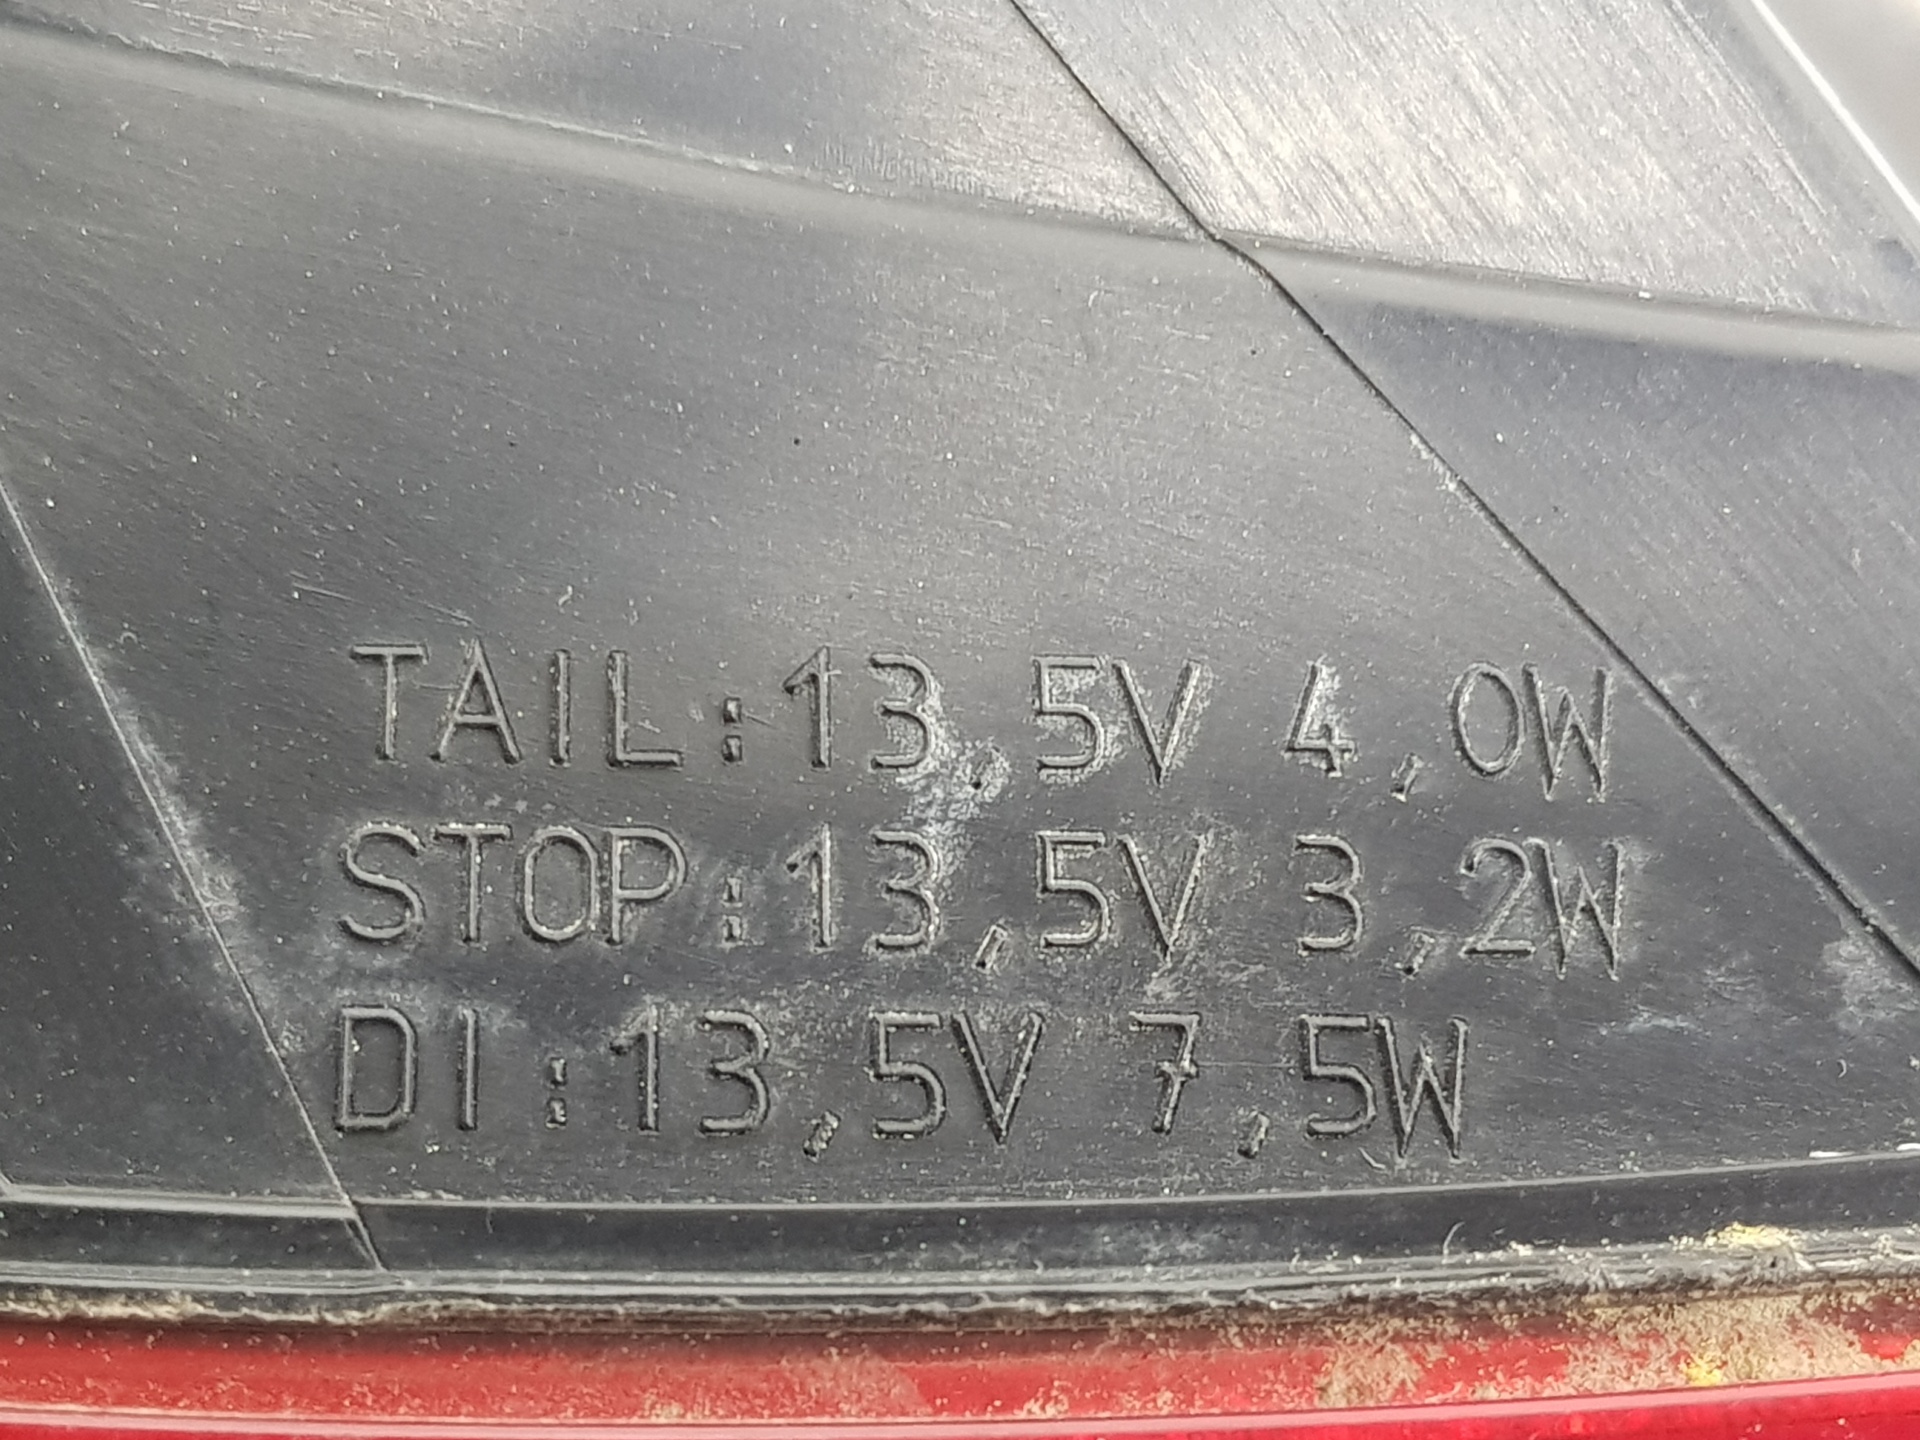 TAIL:13,5V 4,0W
STOP:13,5V 3,2W
DI:13,5V 7,5W